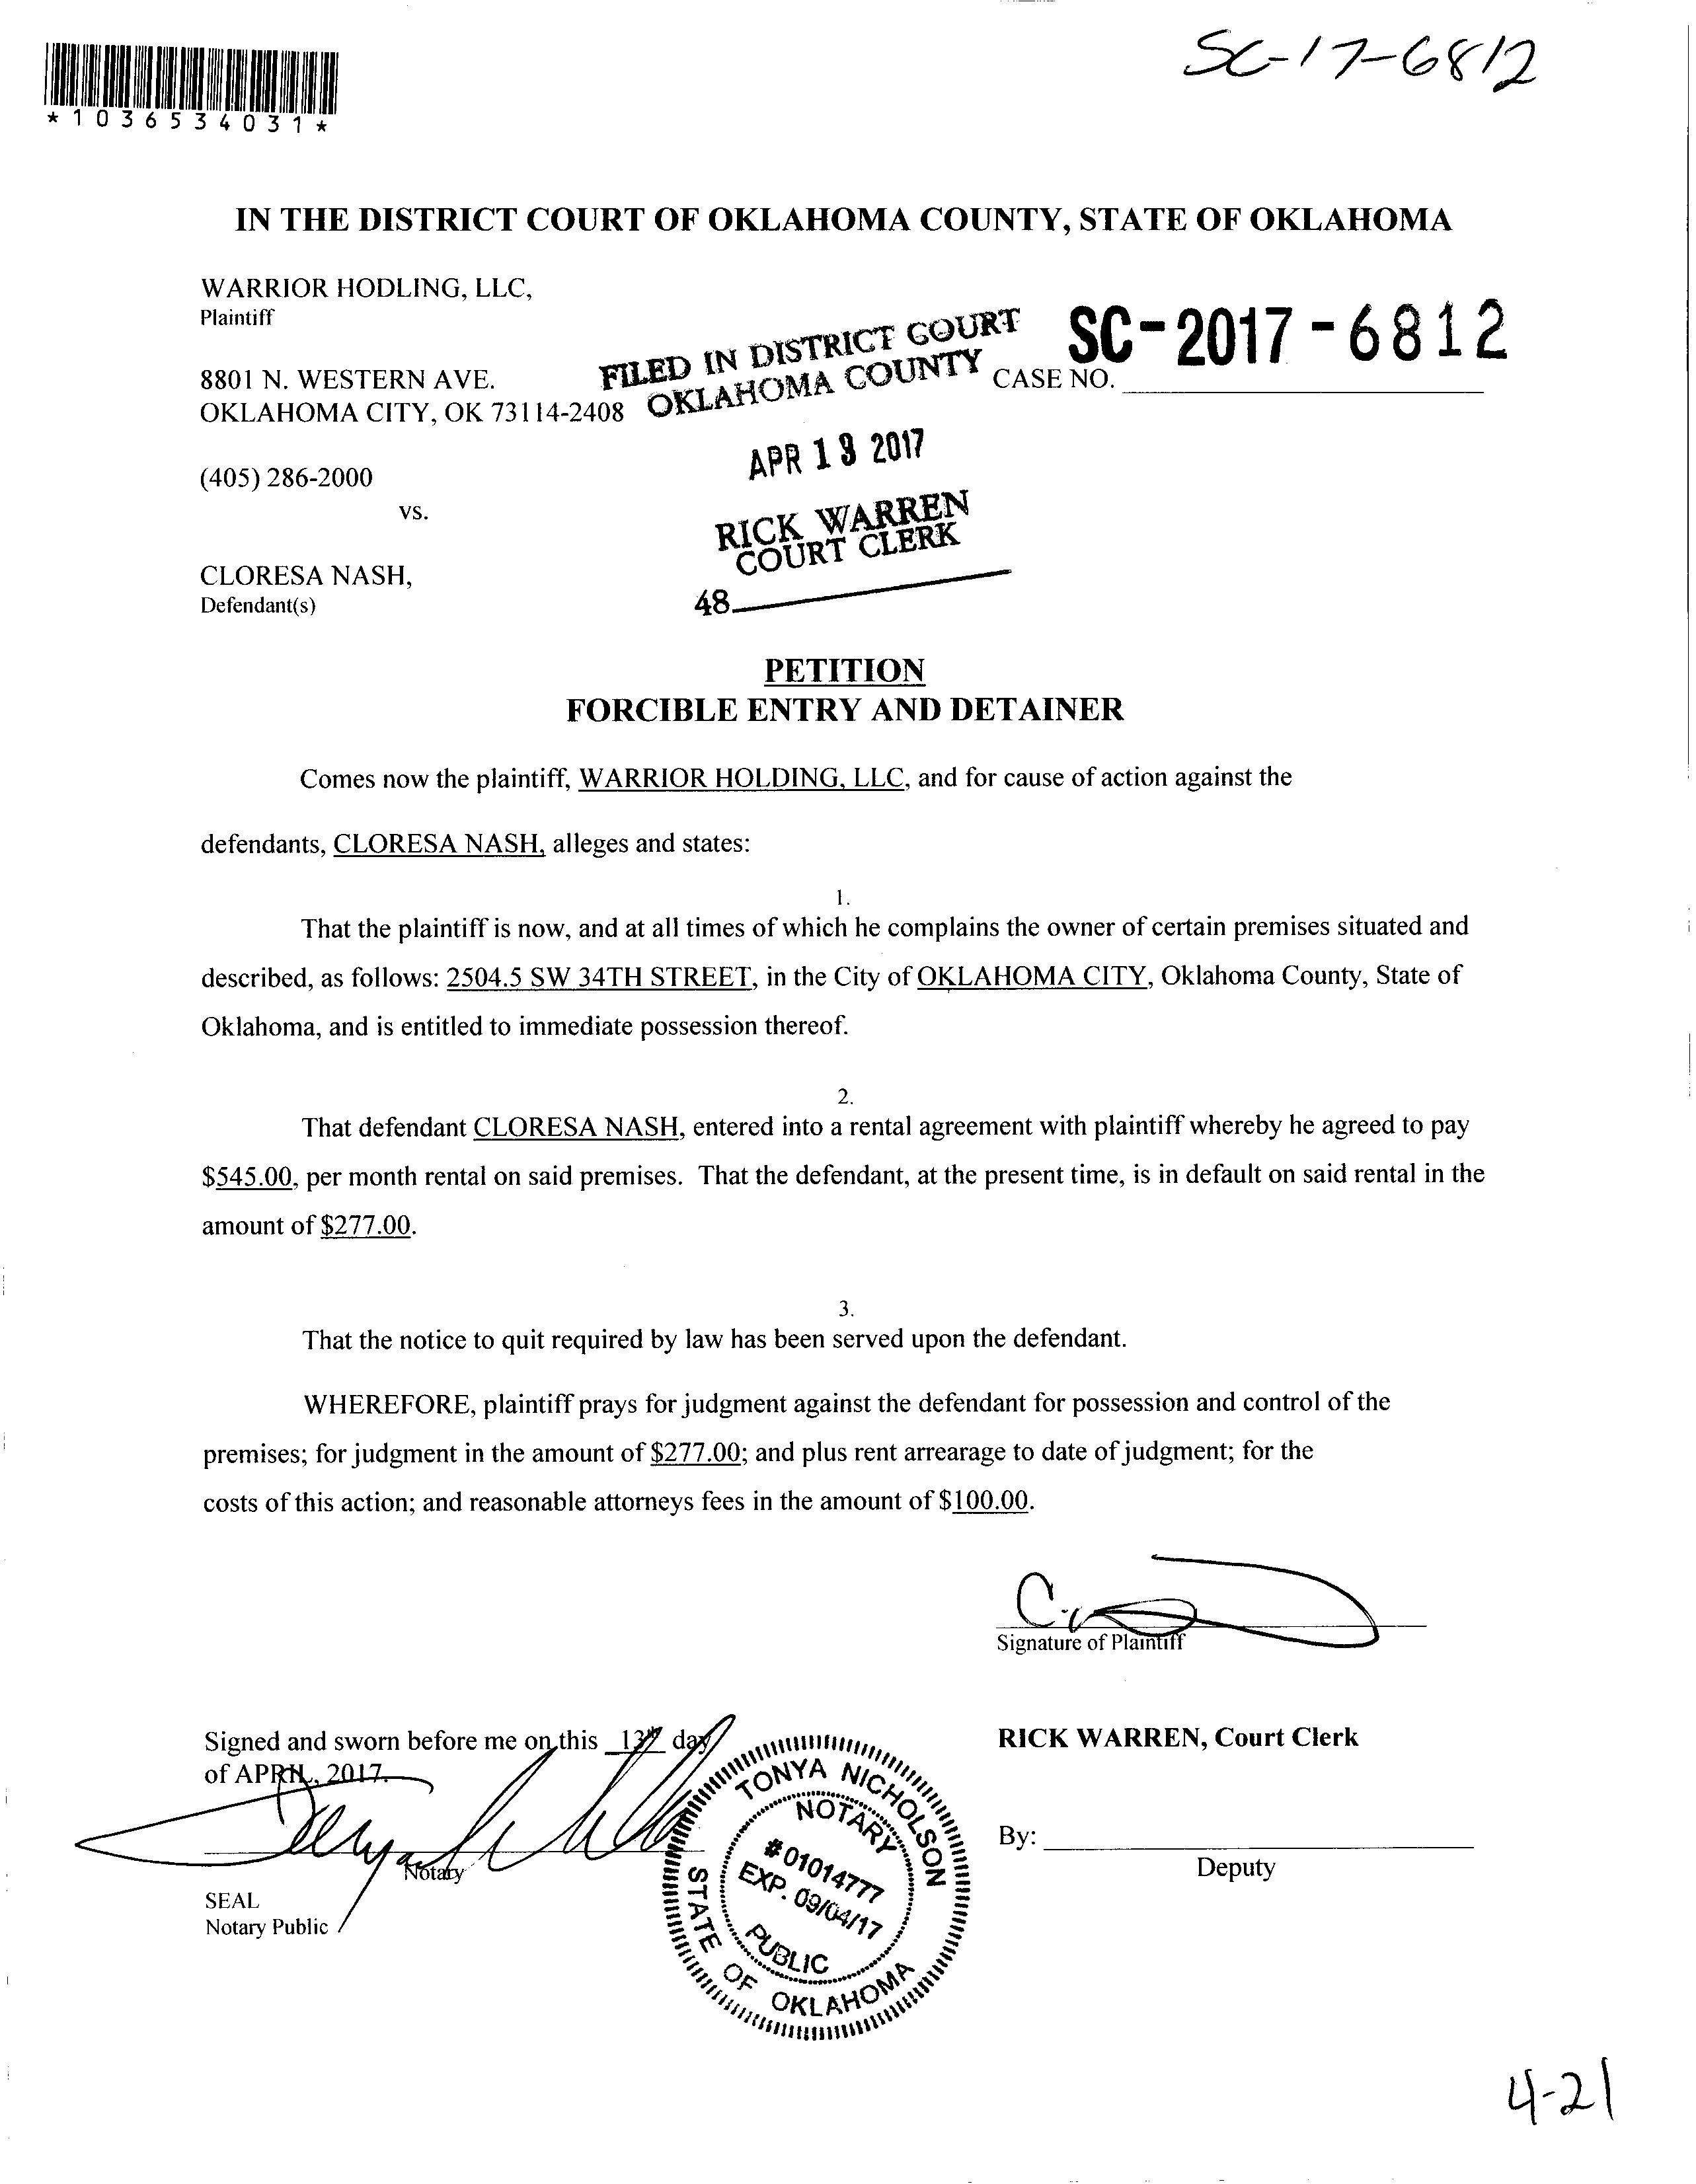 SC-17-6812
*1036534031*
IN THE DISTRICT COURT OF OKLAHOMA COUNTY, STATE OF OKLAHOMA
WARRIOR HODLING, LLC,
Plaintiff
FILED IN DISTRICT COURT
OKLAHOMA COUNTY
SC-2017-6812
8801 N. WESTERN AVE.
CASE NO.
OKLAHOMA CITY, OK 73114-2408
APR 13 2017
(405) 286-2000
vs.
RICK WARREN
COURT CLERK
CLORESA NASH,
Defendant(s)
48
PETITION
FORCIBLE ENTRY AND DETAINER
Comes now the plaintiff, WARRIOR HOLDING, LLC, and for cause of action against the
defendants, CLORESA NASH, alleges and states:
1.
That the plaintiff is now, and at all times of which he complains the owner of certain premises situated and
described, as follows: 2504.5 SW 34TH STREET, in the City of OKLAHOMA CITY, Oklahoma County, State of
Oklahoma, and is entitled to immediate possession thereof.
2.
That defendant CLORESA NASH, entered into a rental agreement with plaintiff whereby he agreed to pay
$545.00, per month rental on said premises. That the defendant, at the present time, is in default on said rental in the
amount of $277.00.
3.
That the notice to quit required by law has been served upon the defendant.
WHEREFORE, plaintiff prays for judgment against the defendant for possession and control of the
premises; for judgment in the amount of $277.00; and plus rent arrearage to date of judgment; for the
costs of this action; and reasonable attorneys fees in the amount of $100.00.
Signature of Plaintiff
Signed and sworn before me on this 13th day
of APRIL, 2017.
Notary
SEAL
Notary Public
TONYA NICHOLSON
NOTARY
# 01014777
EXP. 09/04/17
PUBLIC
STATE OF OKLAHOMA
RICK WARREN, Court Clerk
By:
Deputy
4-21